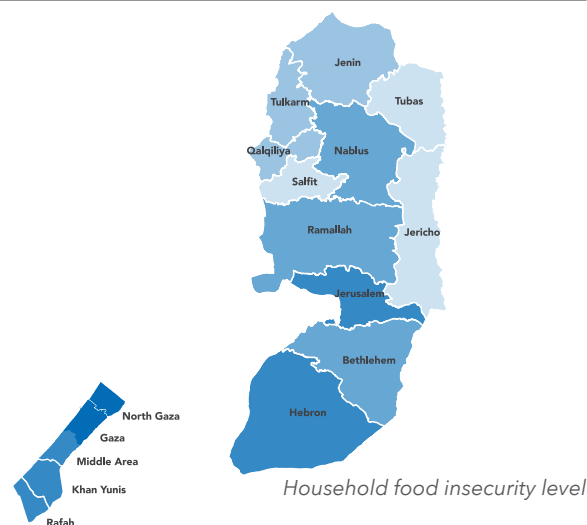 Jenin
Tulkarm
Tubas
Qalqiliya
Nablus
Salfit
Ramallah
Jericho
Jerusalem
Bethlehem
Hebron
North Gaza
Gaza
Middle Area
Khan Yunis
Rafah
Household food insecurity level